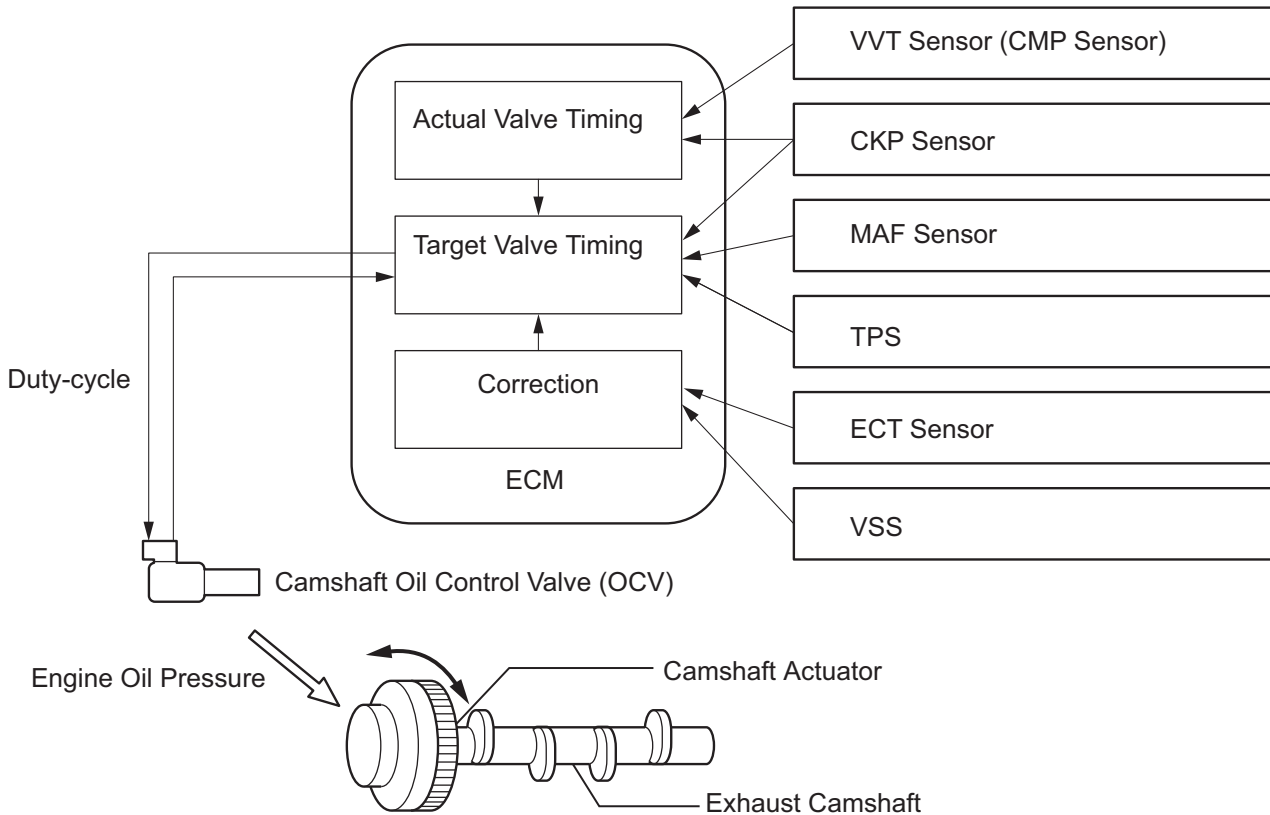 VVT Sensor (CMP Sensor)
Actual Valve Timing
CKP Sensor
Target Valve Timing
MAF Sensor
TPS
Duty-cycle
Correction
ECT Sensor
ECM
VSS
Camshaft Oil Control Valve (OCV)
Engine Oil Pressure
Camshaft Actuator
Exhaust Camshaft